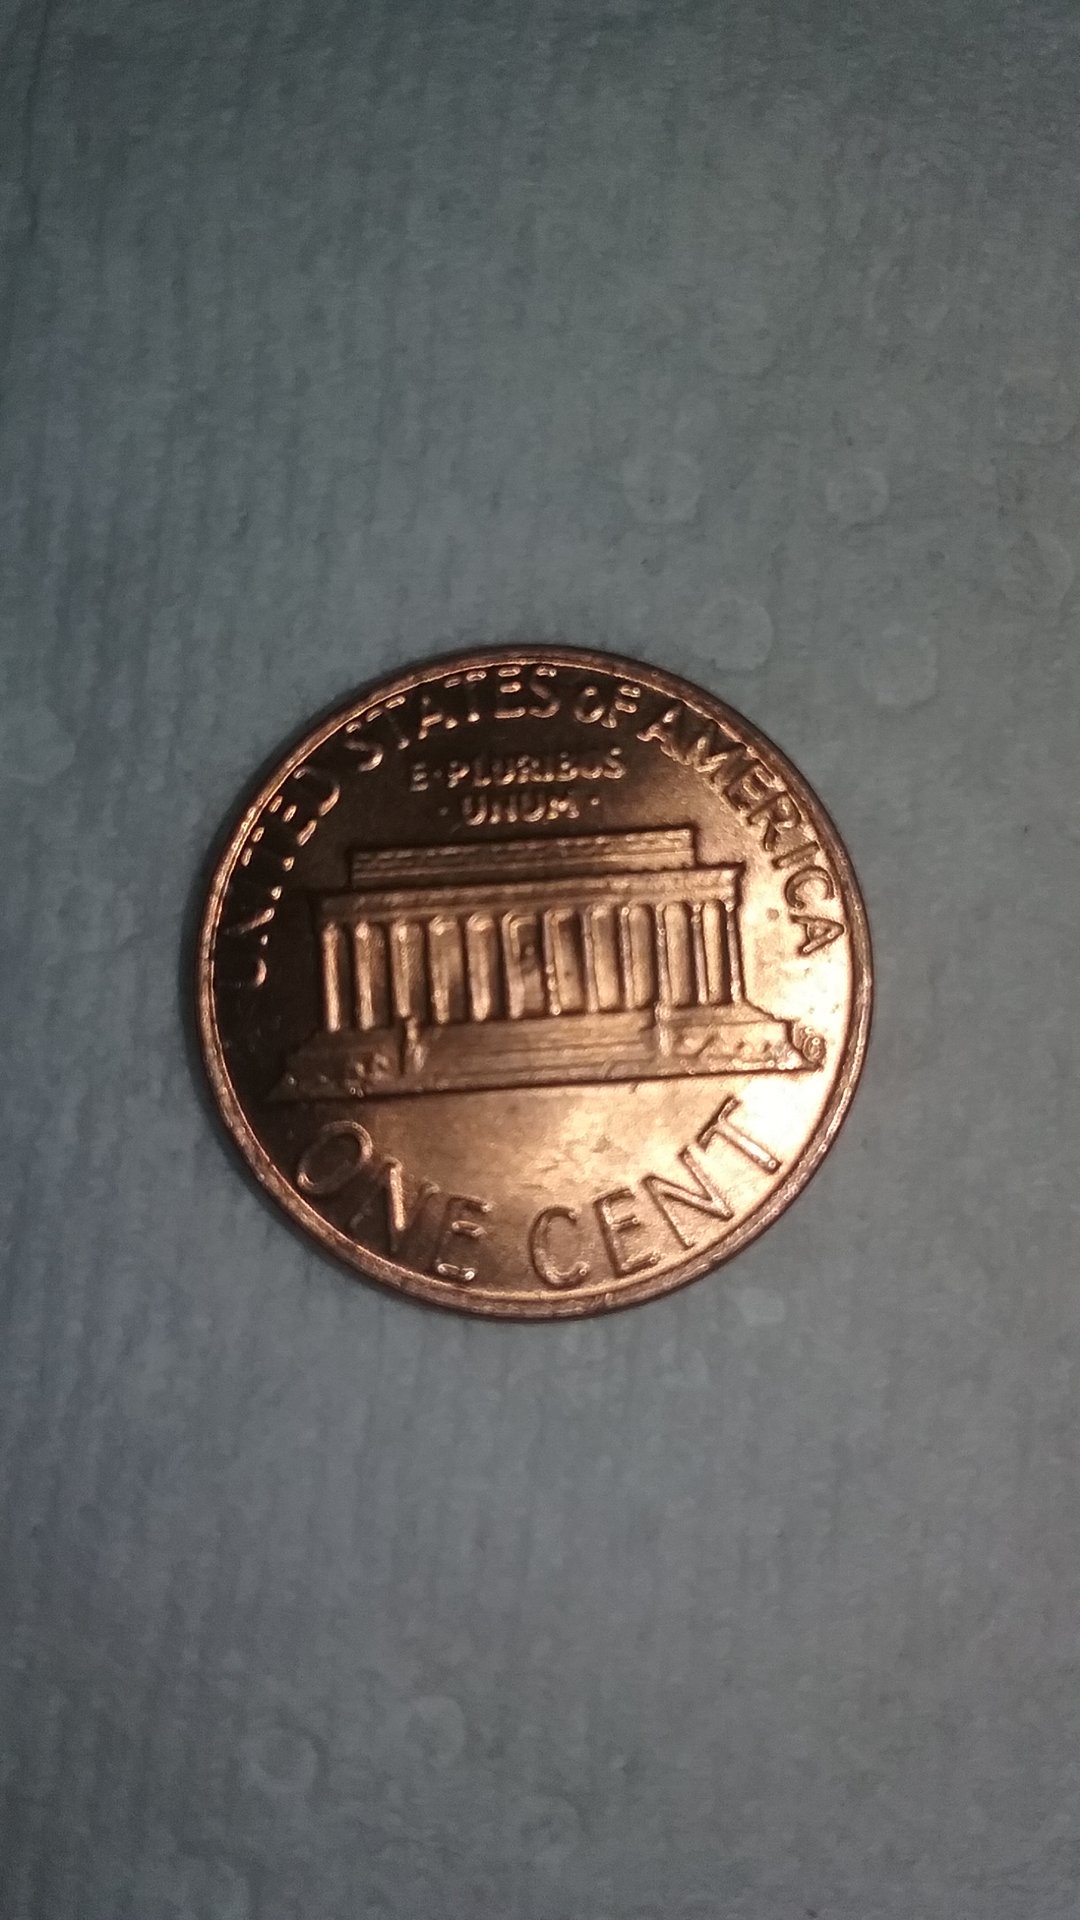 UNITED STATES OF AMERICA
E·PLURIBUS
·UNUM·
ONE CENT